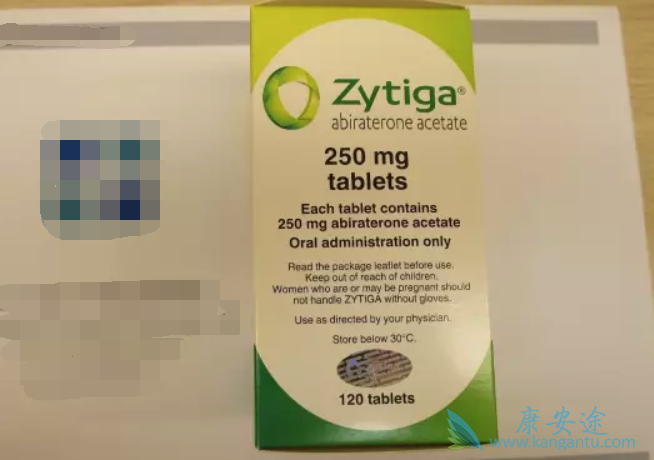 Zytiga®
abiraterone acetate
250 mg
tablets
Each tablet contains
250 mg abiraterone acetate
Oral administration only
Read the package leaflet before use.
Keep out of reach of children.
Women who are or may be pregnant should
not handle ZYTIGA without gloves.
Use as directed by your physician.
Store below 30°C.
120 tablets
康安途
www.kangantu.com